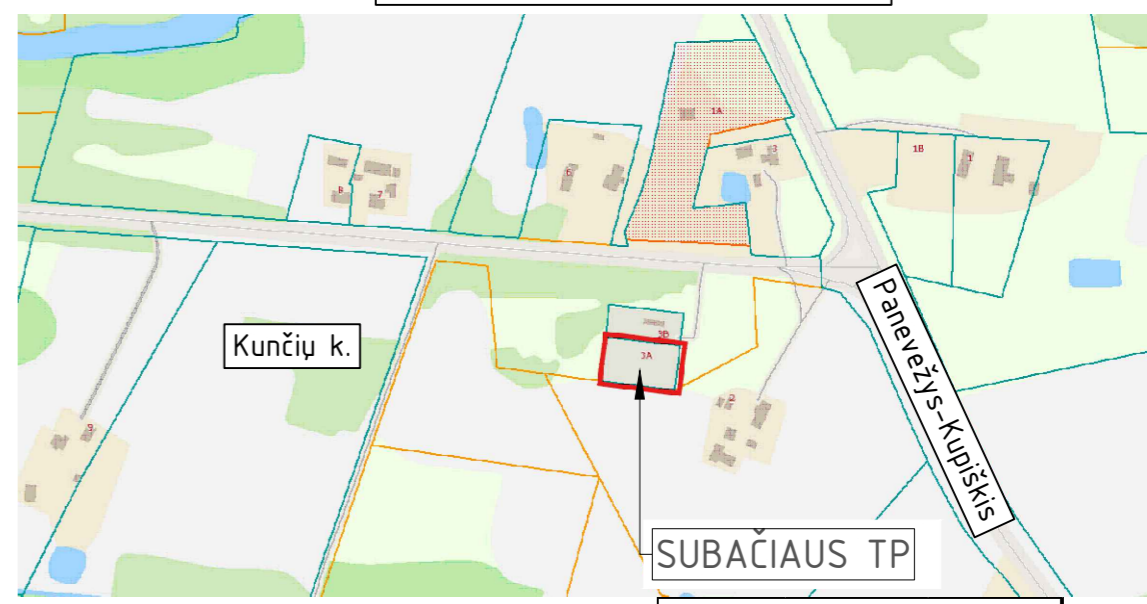 1A
3
1B
1
6
8
7
Kunčių k.
3B
3A
2
9
Panevėžys-Kupiškis
SUBAČIAUS TP